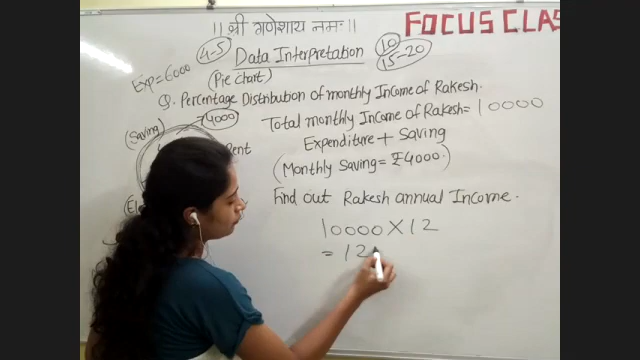 ||श्री गणेशाय नमः||
FOCUS CLAS
4-5
Data Interpretation
10
15-20
Exp=6000
(Pie chart)
Q. Percentage Distribution of monthly Income of Rakesh.
(Saving)
₹4000
Total monthly Income of Rakesh=10000
Expenditure + Saving
(Monthly Saving=₹4000.)
Find out Rakesh annual Income.
10000×12
=12